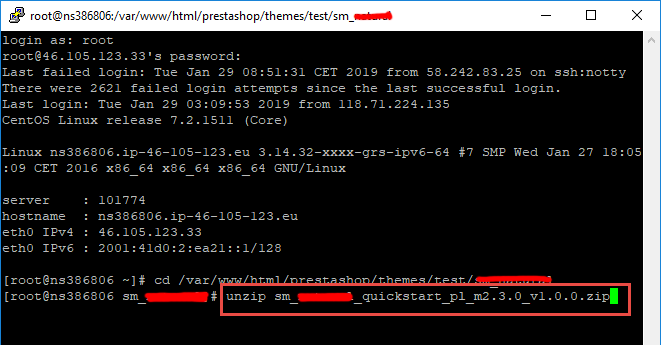 root@ns386806:/var/www/html/prestashop/themes/test/sm_
login as: root
root@46.105.123.33's password:
Last failed login: Tue Jan 29 08:51:31 CET 2019 from 58.242.83.25 on ssh:notty
There were 2621 failed login attempts since the last successful login.
Last login: Tue Jan 29 03:09:53 2019 from 118.71.224.135
CentOS Linux release 7.2.1511 (Core)
Linux ns386806.ip-46-105-123.eu 3.14.32-xxxx-grs-ipv6-64 #7 SMP Wed Jan 27 18:05
:09 CET 2016 x86_64 x86_64 x86_64 GNU/Linux
server : 101774
hostname : ns386806.ip-46-105-123.eu
eth0 IPv4 : 46.105.123.33
eth0 IPv6 : 2001:41d0:2:ea21::1/128
[root@ns386806 ~]# cd /var/www/html/prestashop/themes/test/
[root@ns386806 sm_ # unzip sm_ l_quickstart_pl_m2.3.0_v1.0.0.zip